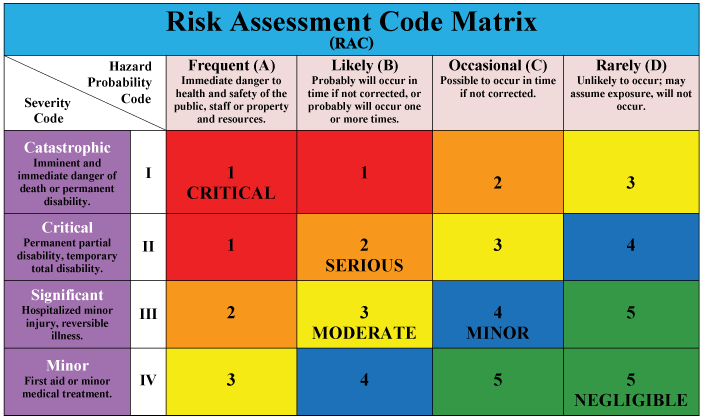 Risk Assessment Code Matrix
(RAC)
Hazard
Probability
Code
Severity
Code
Frequent (A)
Immediate danger to
health and safety of the
public, staff or property
and resources.
Likely (B)
Probably will occur in
time if not corrected, or
probably will occur one
or more times.
Occasional (C)
Possible to occur in time
if not corrected.
Rarely (D)
Unlikely to occur; may
assume exposure, will not
occur.
Catastrophic
Imminent and
immediate danger of
death or permanent
disability.
I
1
CRITICAL
1
2
3
Critical
Permanent partial
disability, temporary
total disability.
II
1
2
SERIOUS
3
4
Significant
Hospitalized minor
injury, reversible
illness.
III
2
3
MODERATE
4
MINOR
5
Minor
First aid or minor
medical treatment.
IV
3
4
5
5
NEGLIGIBLE